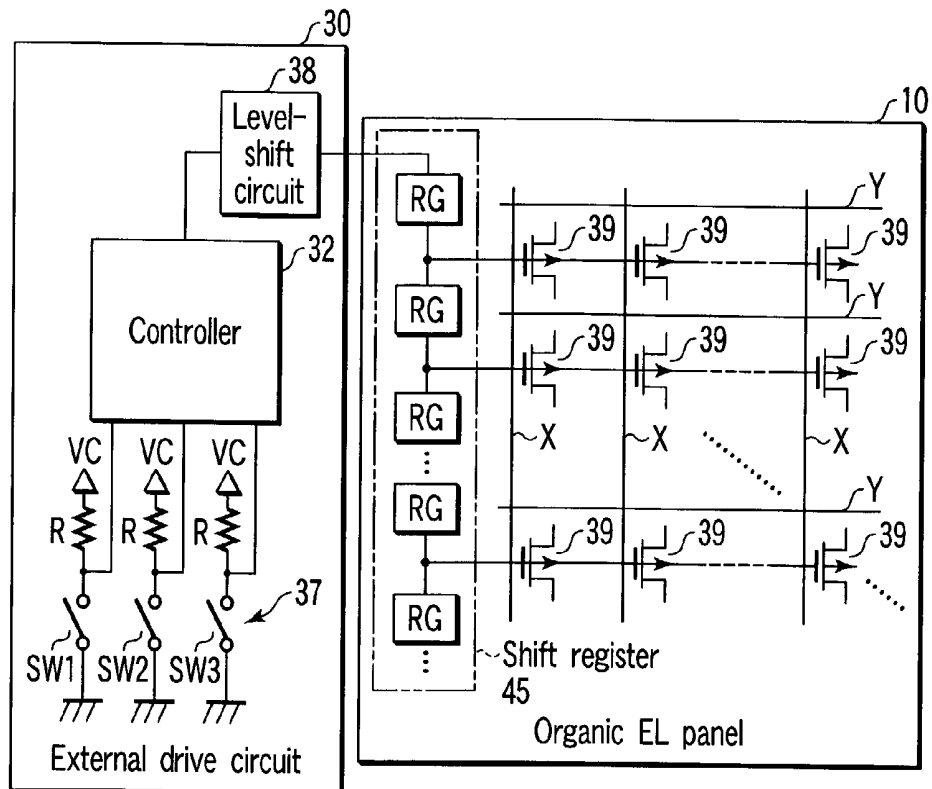 30
38
Level-
shift
circuit
10
32
Controller
RG
Y
39 39 39
RG
Y
39 39 39
RG
X X X
RG
Y
39 39 39
RG
VC VC VC
R R R
37
SW1 SW2 SW3
Shift register
45
External drive circuit
Organic EL panel